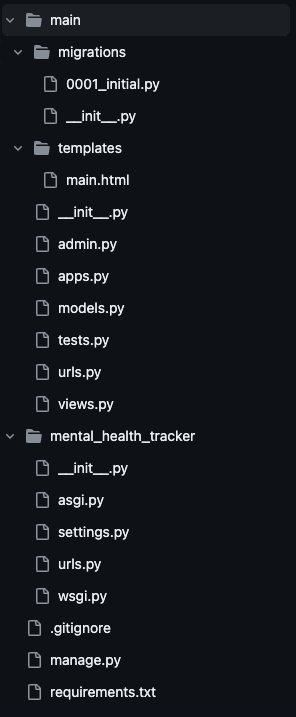 main
migrations
0001_initial.py
__init__.py
templates
main.html
__init__.py
admin.py
apps.py
models.py
tests.py
urls.py
views.py
mental_health_tracker
__init__.py
asgi.py
settings.py
urls.py
wsgi.py
.gitignore
manage.py
requirements.txt